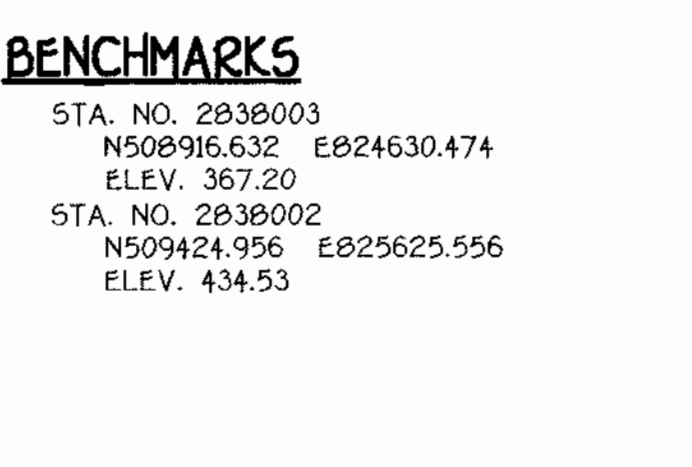 BENCHMARKS
STA. NO. 2838003
N508916.632 E824630.474
ELEV. 367.20
STA. NO. 2838002
N509424.956 E825625.556
ELEV. 434.53